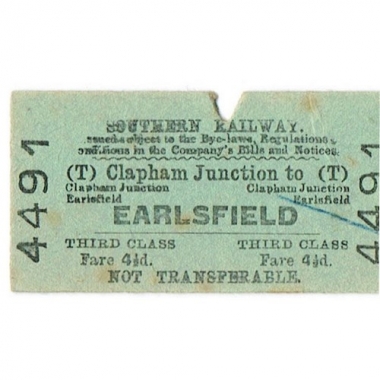 SOUTHERN RAILWAY.
Issued subject to the Bye-laws, Regulations &
conditions in the Company's Bills and Notices.
(T) Clapham Junction to (T)
Clapham Junction Clapham Junction
Earlsfield Earlsfield
EARLSFIELD
THIRD CLASS THIRD CLASS
Fare 4½d. Fare 4½d.
NOT TRANSFERABLE.
4491
4491